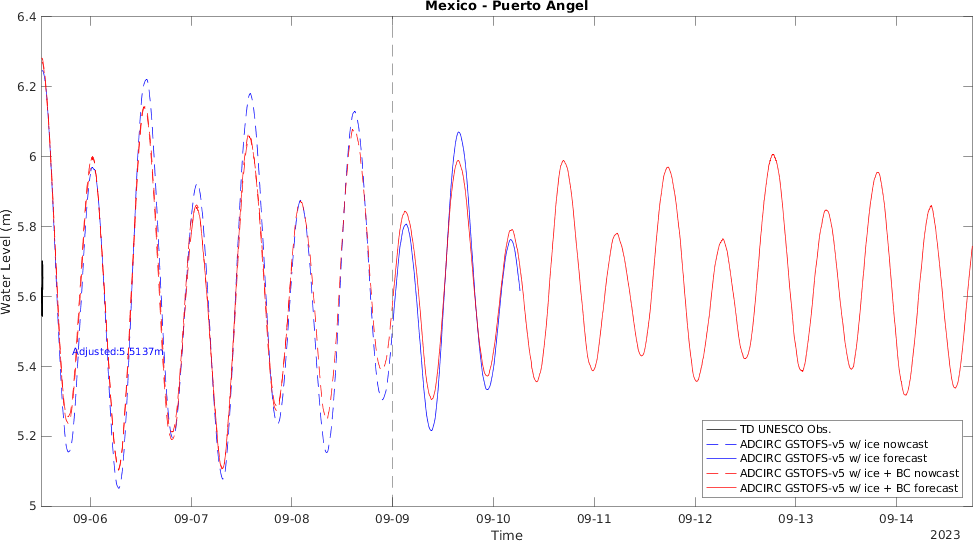 Mexico - Puerto Angel
6.4
6.2
6
5.8
5.6
5.4
5.2
5
Water Level (m)
Adjusted:5.5137m
TD UNESCO Obs.
ADCIRC GSTOFS-v5 w/ ice nowcast
ADCIRC GSTOFS-v5 w/ ice forecast
ADCIRC GSTOFS-v5 w/ ice + BC nowcast
ADCIRC GSTOFS-v5 w/ ice + BC forecast
09-06 09-07 09-08 09-09 09-10 09-11 09-12 09-13 09-14
Time
2023